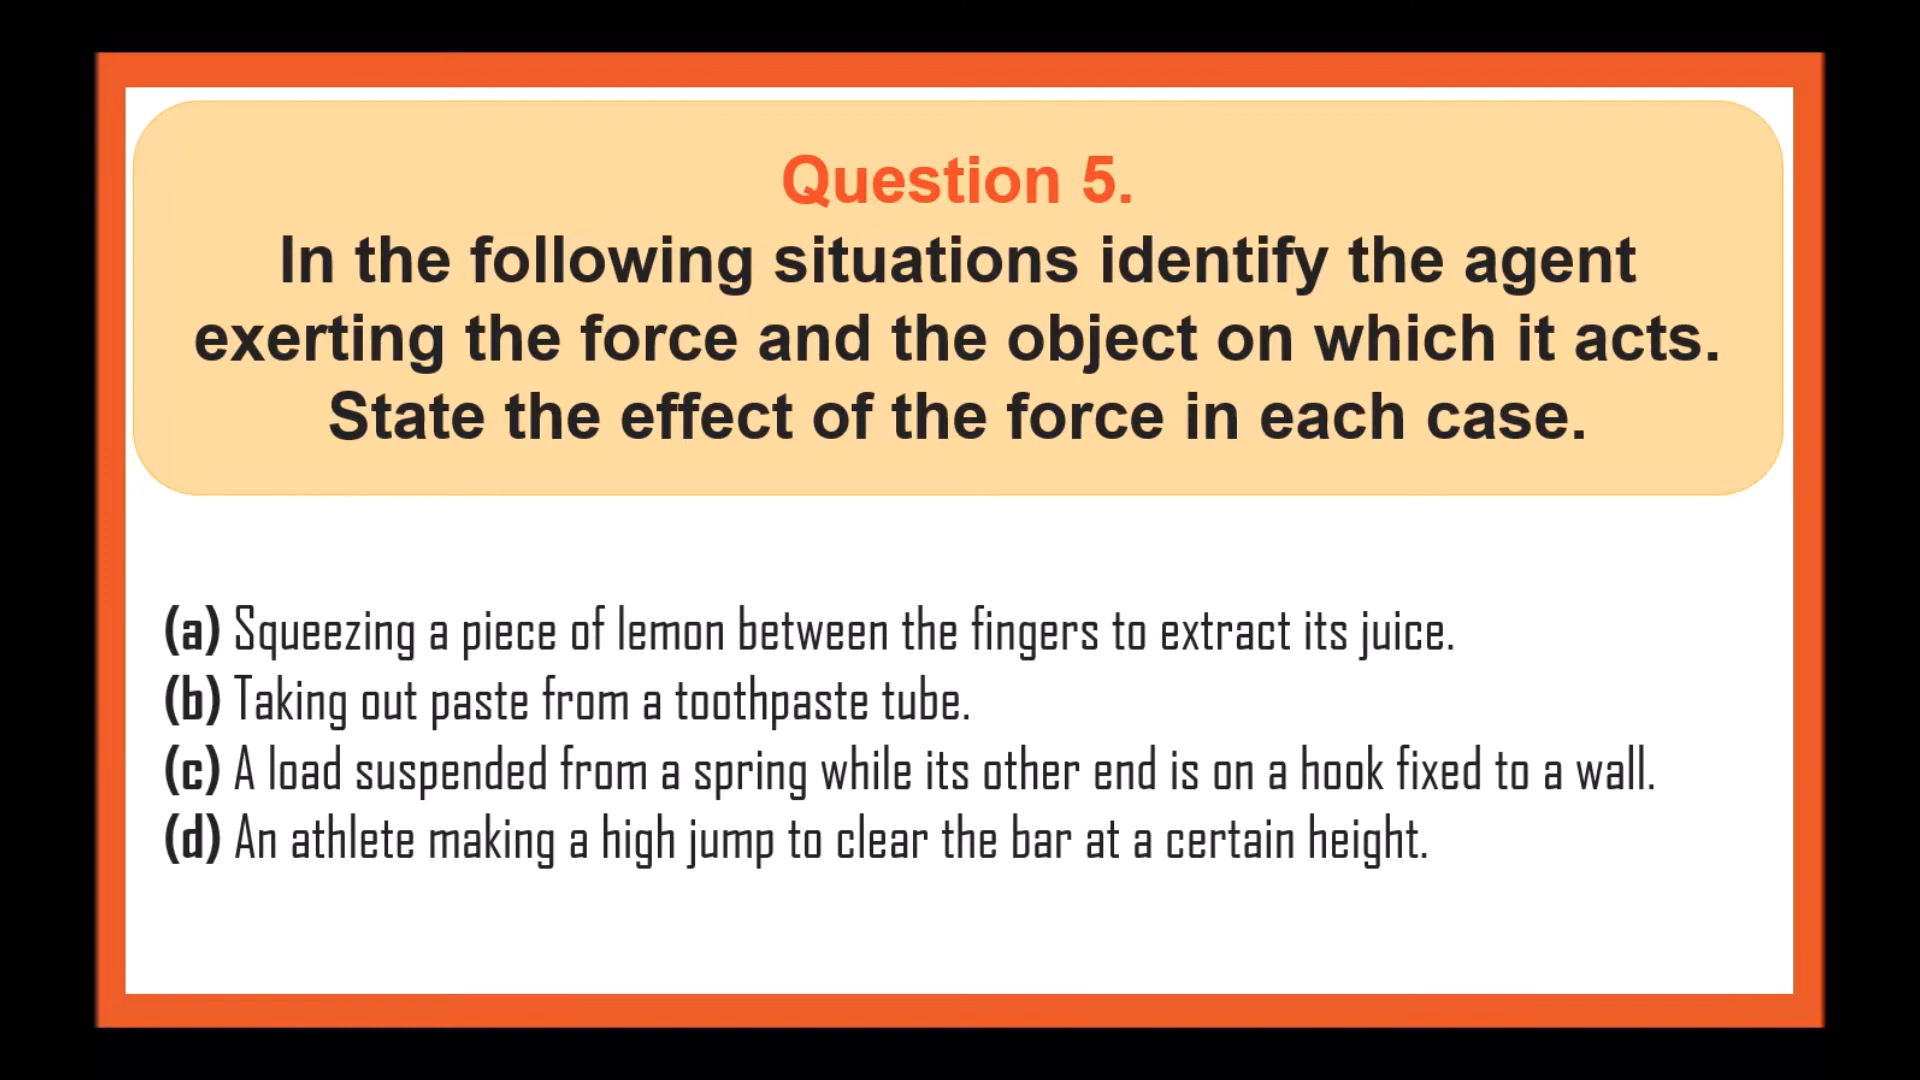 Question 5.
In the following situations identify the agent
exerting the force and the object on which it acts.
State the effect of the force in each case.
(a) Squeezing a piece of lemon between the fingers to extract its juice.
(b) Taking out paste from a toothpaste tube.
(c) A load suspended from a spring while its other end is on a hook fixed to a wall.
(d) An athlete making a high jump to clear the bar at a certain height.